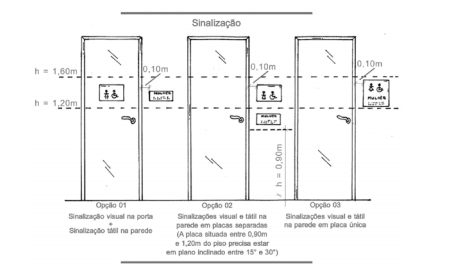 Sinalização
0,10m
0,10m
0,10m
h = 1,60m
h = 1,20m
MULHER
MULHER
MULHER
h = 0,90m
Opção 01
Sinalização visual na porta
+
Sinalização tátil na parede
Opção 02
Sinalizações visual e tátil na
parede em placas separadas
(A placa situada entre 0,90m
e 1,20m do piso precisa estar
em plano inclinado entre 15° e 30°)
Opção 03
Sinalizações visual e tátil
na parede em placa única